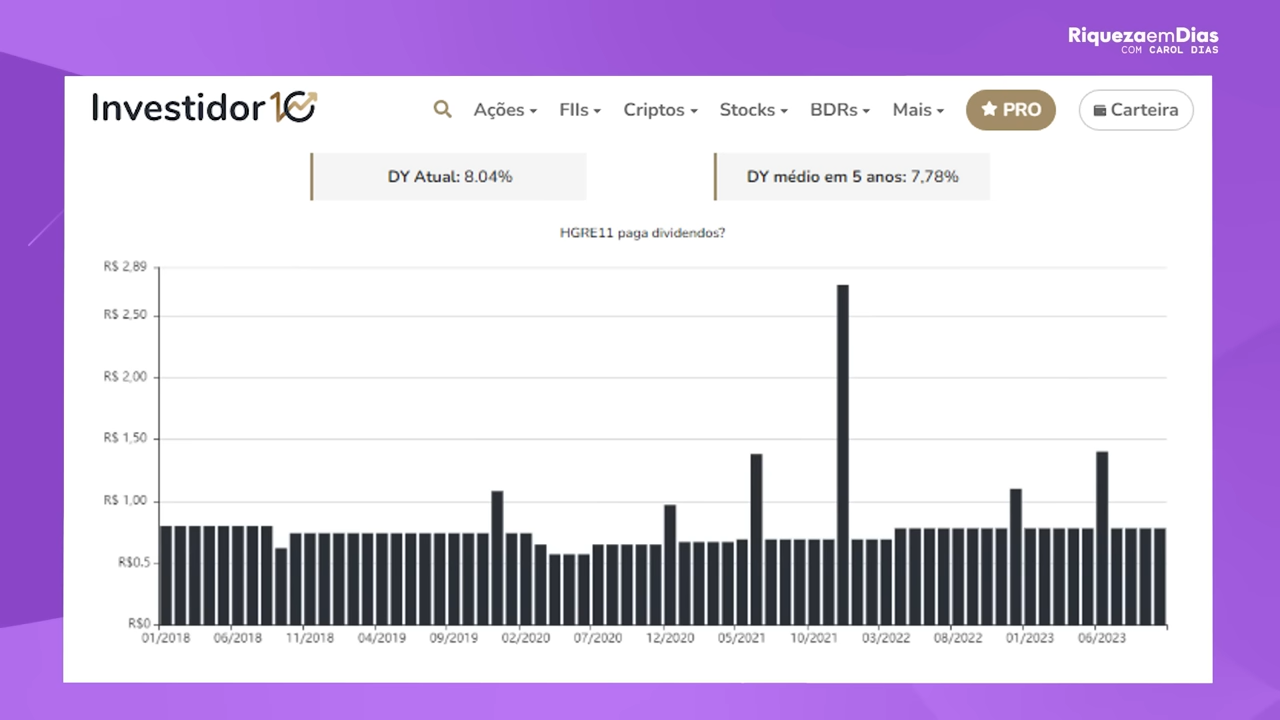 RiquezaemDias
COM CAROL DIAS
Investidor10
Ações FIIs Criptos Stocks BDRs Mais PRO Carteira
DY Atual: 8.04% DY médio em 5 anos: 7,78%
HGRE11 paga dividendos?
R$ 2,89
R$ 2,50
R$ 2,00
R$ 1,50
R$ 1,00
R$0.5
R$0
01/2018 06/2018 11/2018 04/2019 09/2019 02/2020 07/2020 12/2020 05/2021 10/2021 03/2022 08/2022 01/2023 06/2023